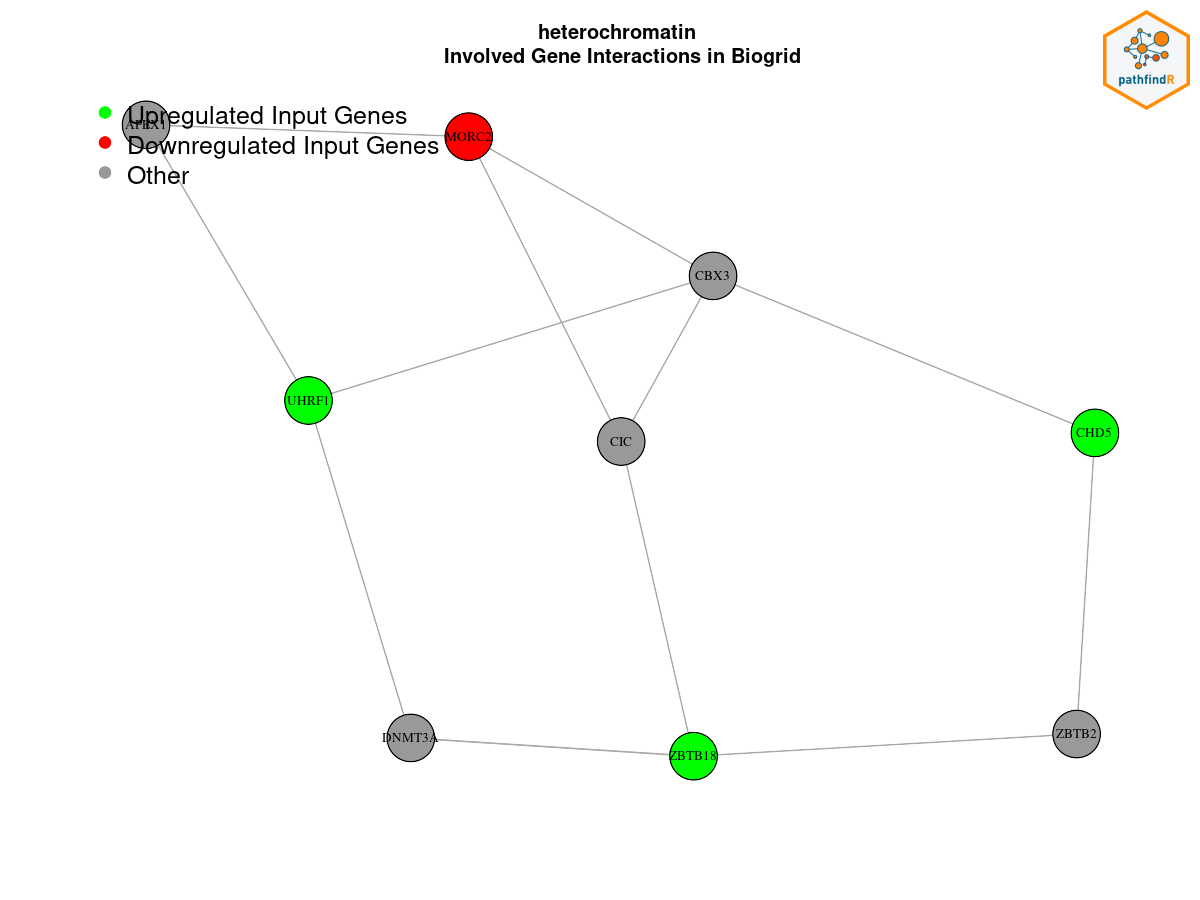 heterochromatin
Involved Gene Interactions in Biogrid
pathfindR
Upregulated Input Genes
Downregulated Input Genes
Other
MORC2
CBX3
UHRF1
CIC
CHD5
DNMT3A
ZBTB18
ZBTB2